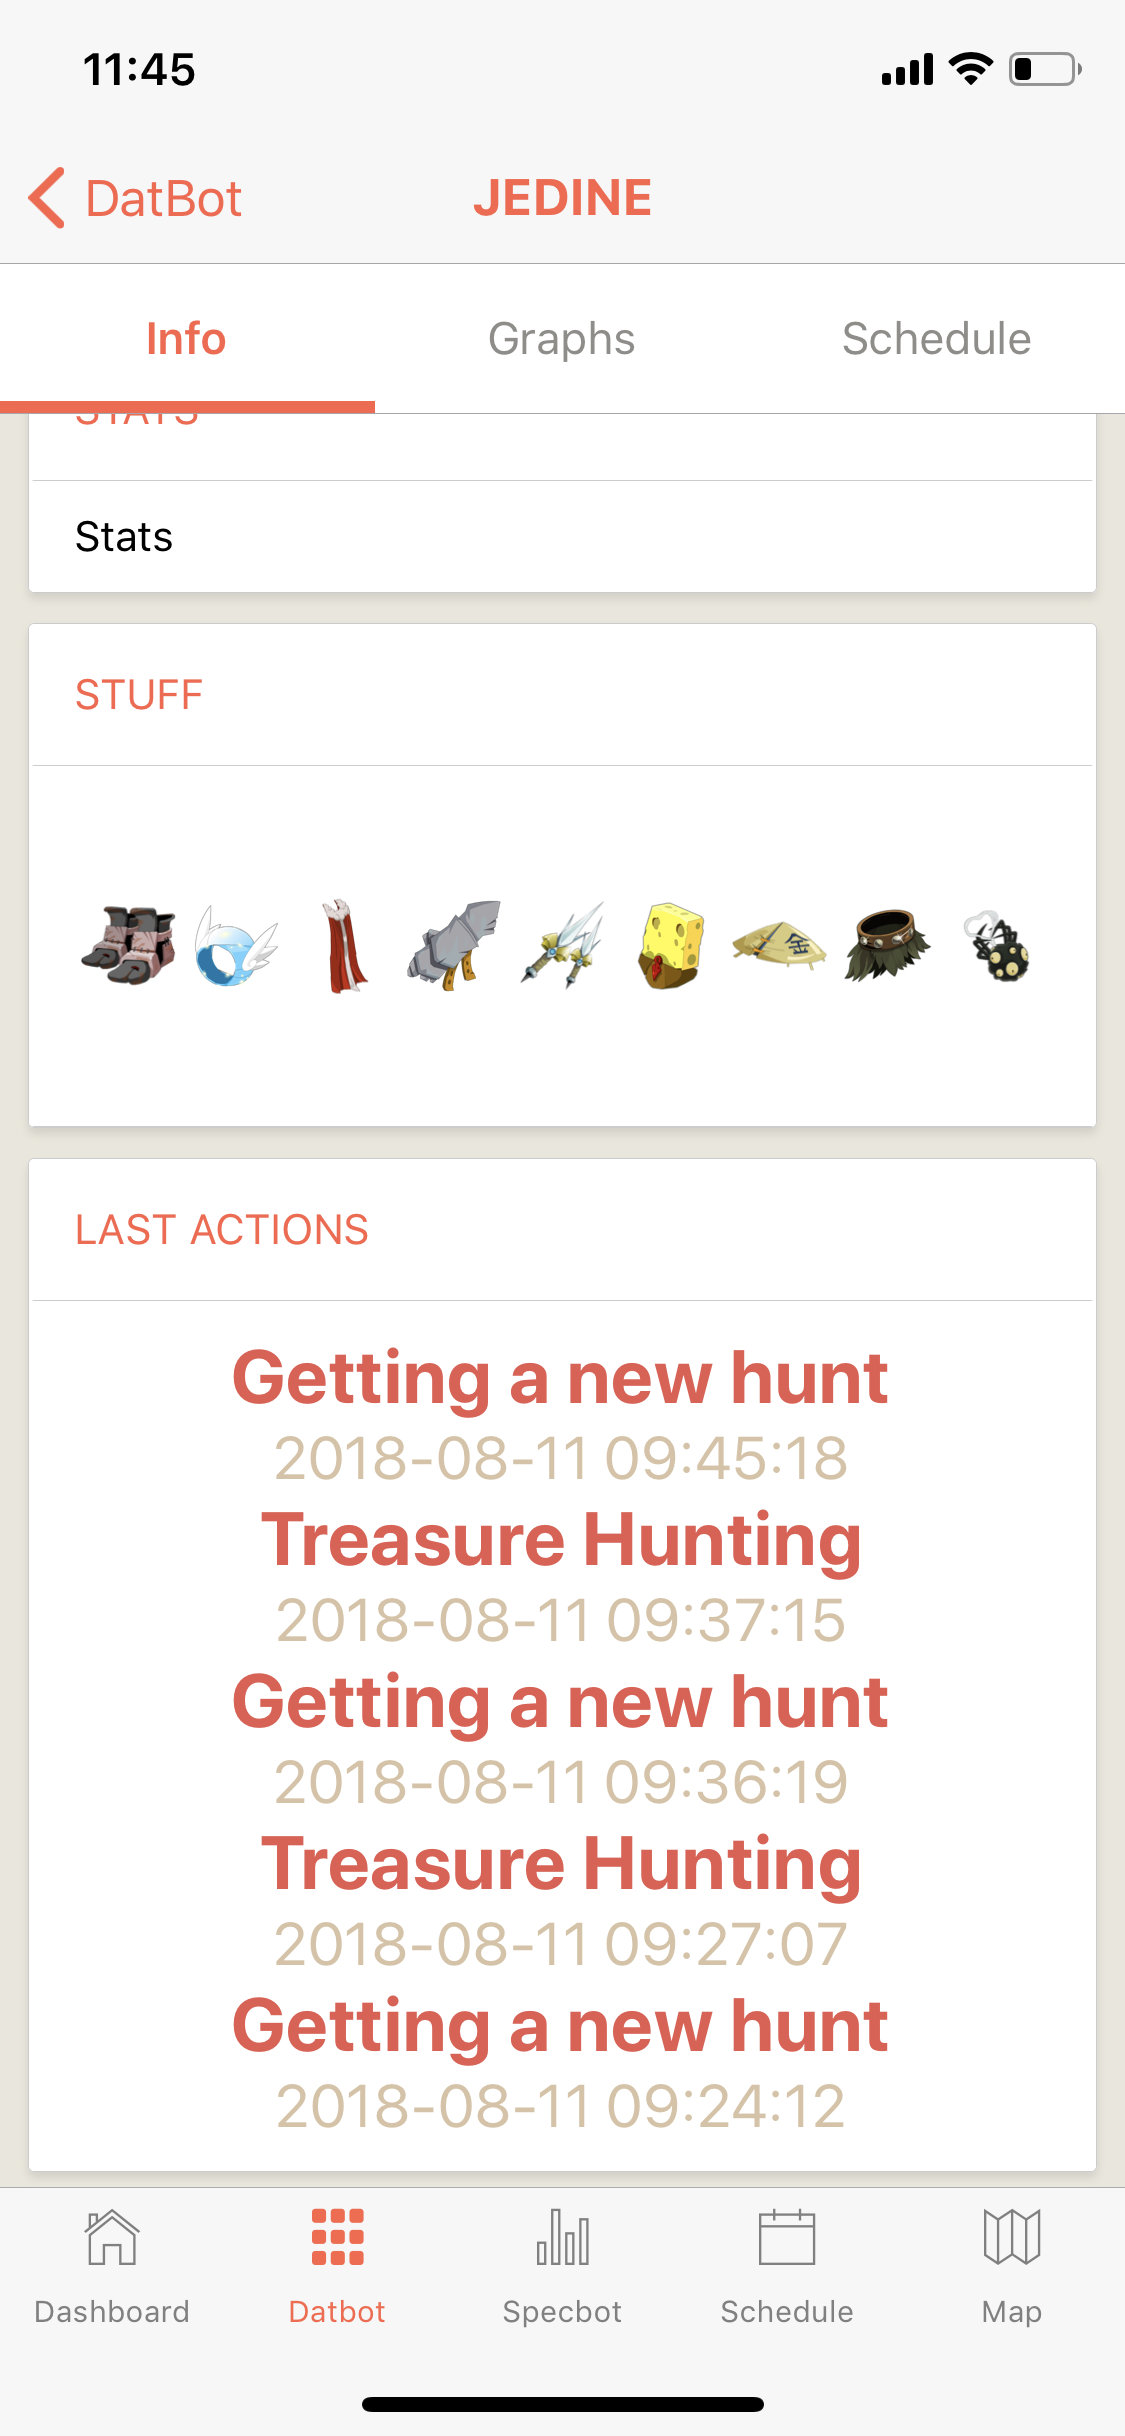 11:45
DatBot
JEDINE
Info
Graphs
Schedule
STATS
Stats
STUFF
金
LAST ACTIONS
Getting a new hunt
2018-08-11 09:45:18
Treasure Hunting
2018-08-11 09:37:15
Getting a new hunt
2018-08-11 09:36:19
Treasure Hunting
2018-08-11 09:27:07
Getting a new hunt
2018-08-11 09:24:12
Dashboard
Datbot
Specbot
Schedule
Map